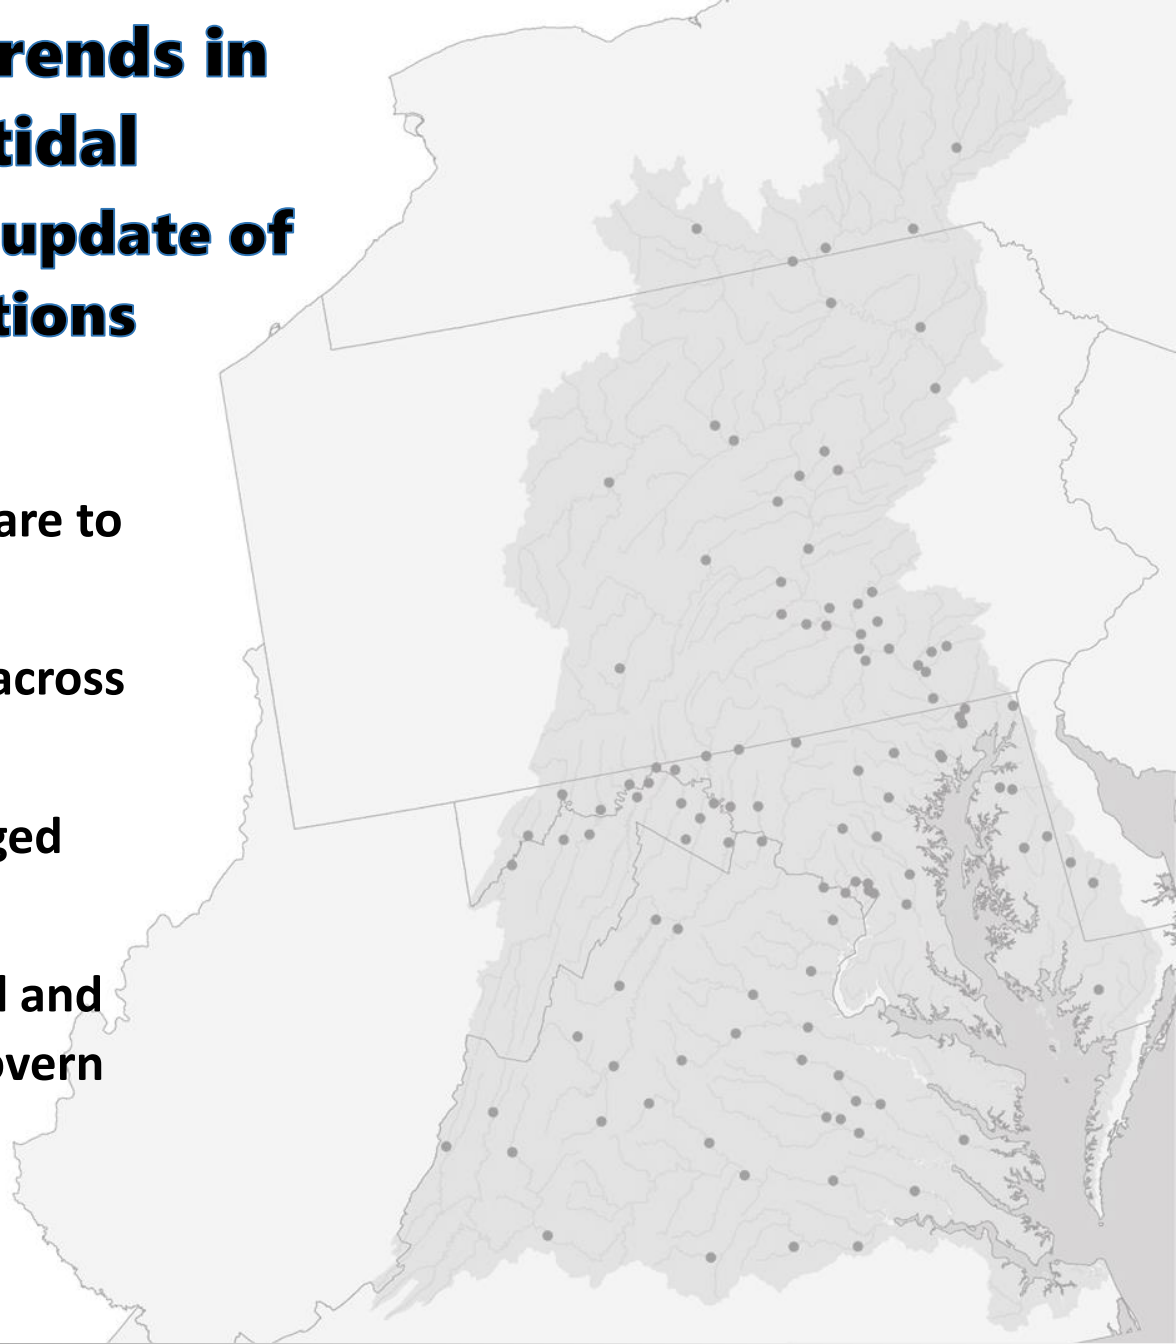 rends in
tidal
update of
tions
are to
across
ged
and
overn